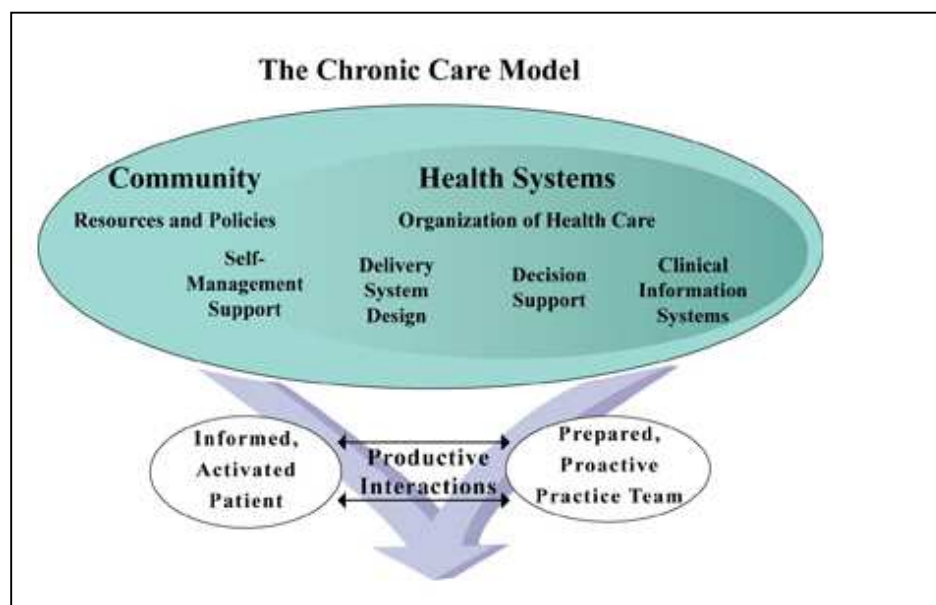 The Chronic Care Model
Community
Resources and Policies
Health Systems
Organization of Health Care
Self-
Management
Support
Delivery
System
Design
Decision
Support
Clinical
Information
Systems
Informed,
Activated
Patient
Productive
Interactions
Prepared,
Proactive
Practice Team